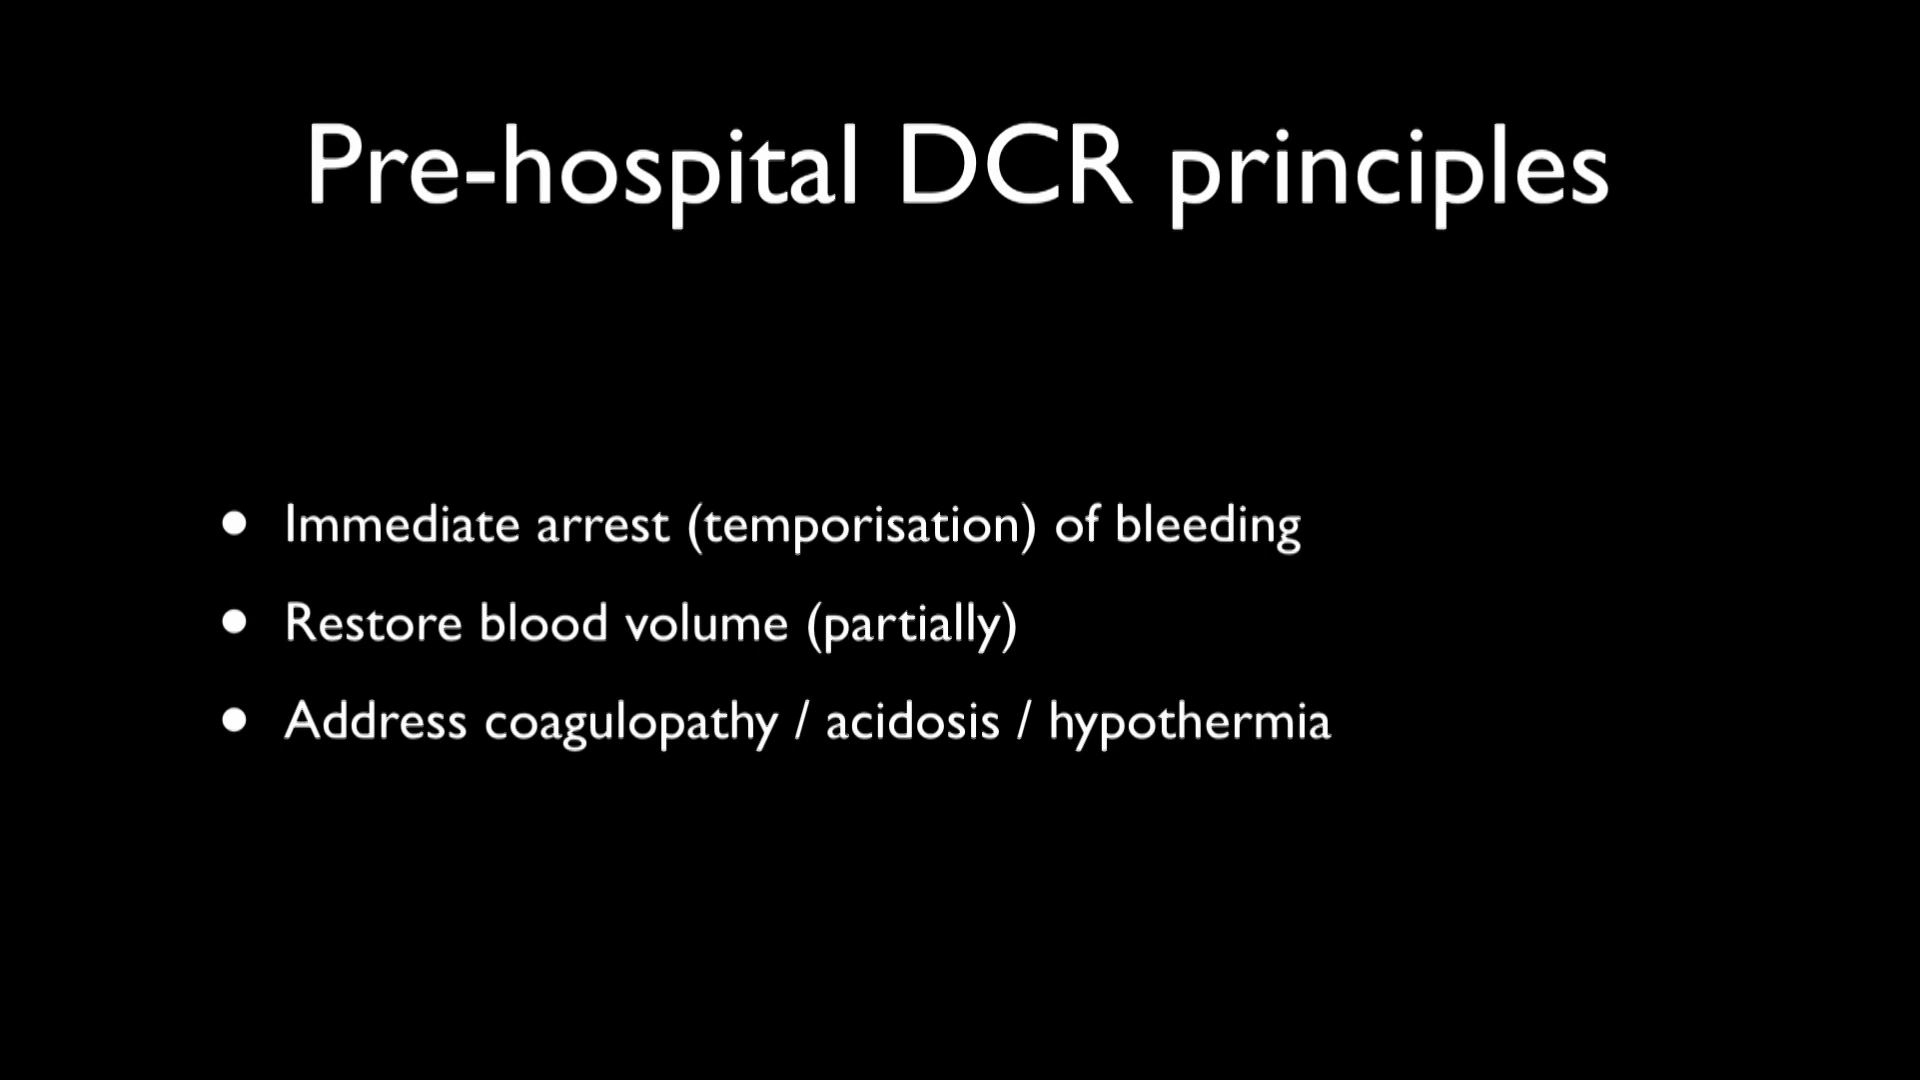 Pre-hospital DCR principles
• Immediate arrest (temporisation) of bleeding
• Restore blood volume (partially)
• Address coagulopathy / acidosis / hypothermia